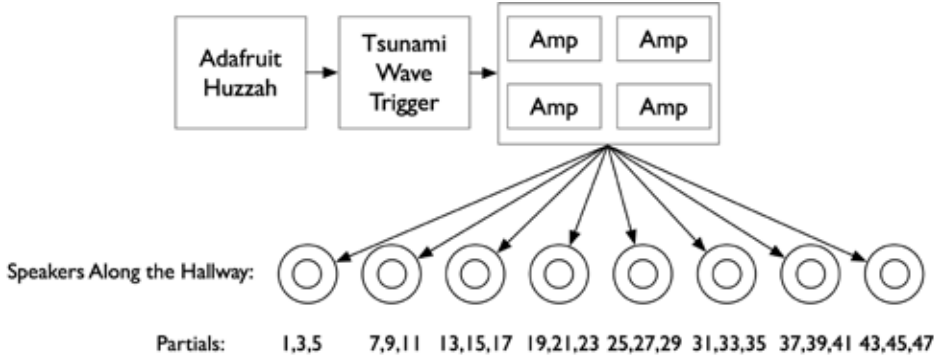 Adafruit
Huzzah
Tsunami
Wave
Trigger
Amp Amp
Amp Amp
Speakers Along the Hallway:
Partials: 1,3,5 7,9,11 13,15,17 19,21,23 25,27,29 31,33,35 37,39,41 43,45,47